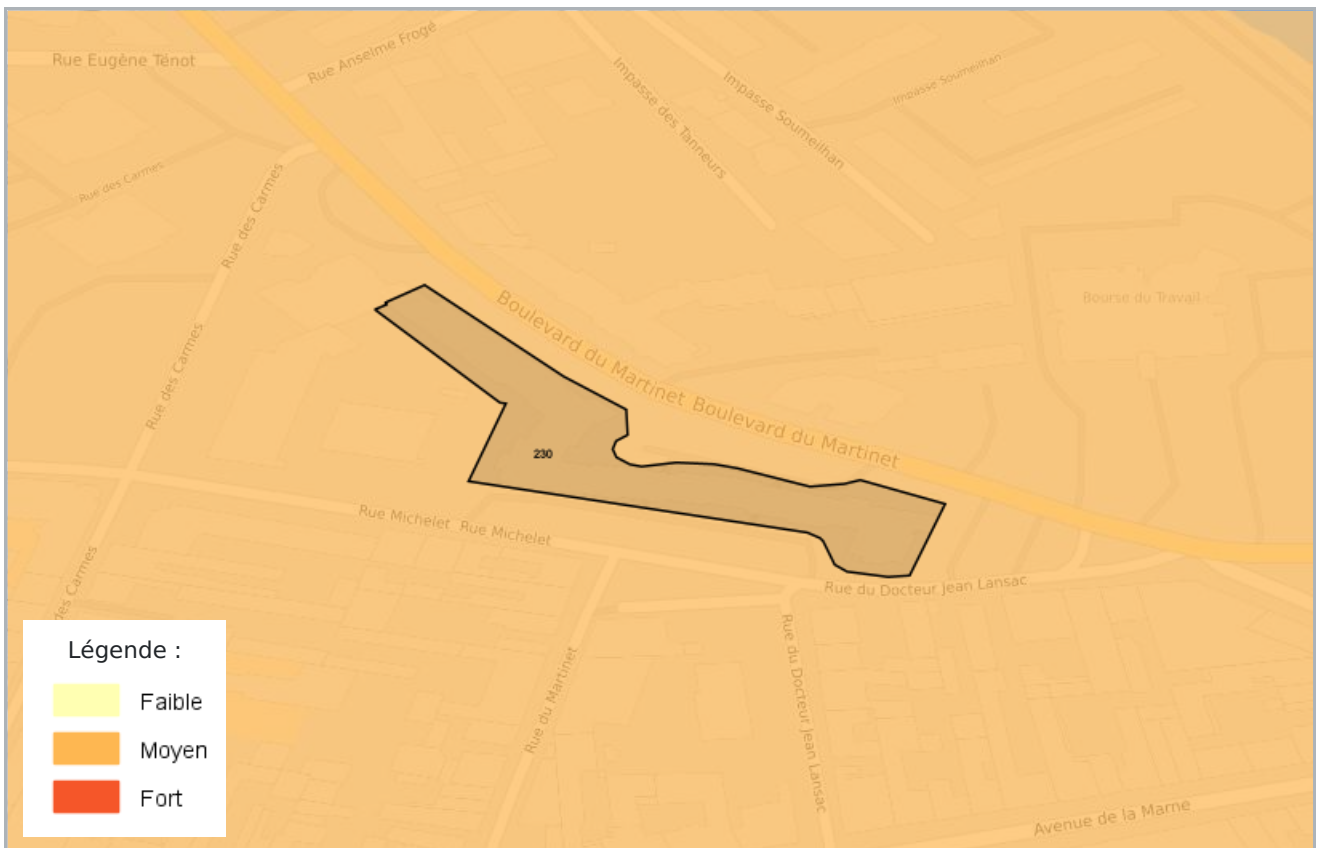 Rue Eugène Ténot
Rue Anselme Frogé
Impasse des Tanneurs
Impasse Soumeilhan
Impasse Soumeilhan
Rue des Carmes
Rue des Carmes
Bourse du Travail
Boulevard du Martinet Boulevard du Martinet
Rue des Carmes
230
Rue Michelet Rue Michelet
des Carmes
Rue du Docteur Jean Lansac
Rue du Martinet
Rue du Docteur Jean Lansac
Avenue de la Marne
Légende :
Faible
Moyen
Fort